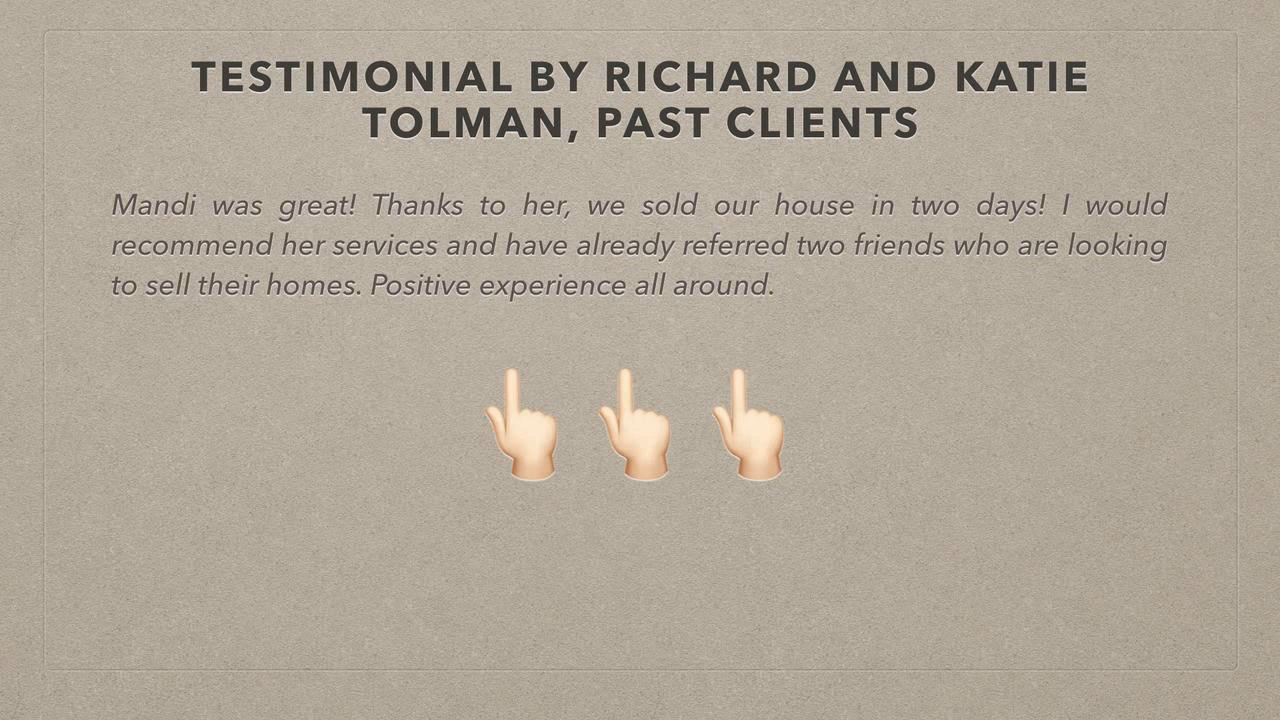 TESTIMONIAL BY RICHARD AND KATIE
TOLMAN, PAST CLIENTS
Mandi was great! Thanks to her, we sold our house in two days! I would
recommend her services and have already referred two friends who are looking
to sell their homes. Positive experience all around.